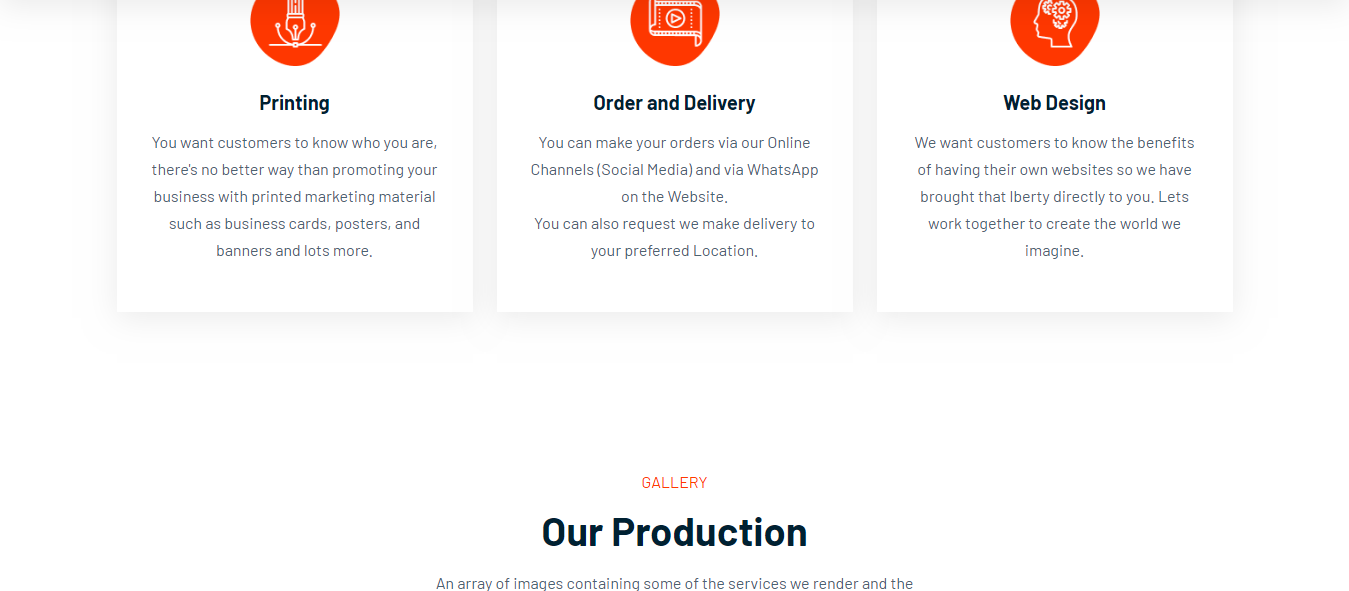 Printing
You want customers to know who you are,
there's no better way than promoting your
business with printed marketing material
such as business cards, posters, and
banners and lots more.
Order and Delivery
You can make your orders via our Online
Channels (Social Media) and via WhatsApp
on the Website.
You can also request we make delivery to
your preferred Location.
Web Design
We want customers to know the benefits
of having their own websites so we have
brought that lberty directly to you. Lets
work together to create the world we
imagine.
GALLERY
Our Production
An array of images containing some of the services we render and the